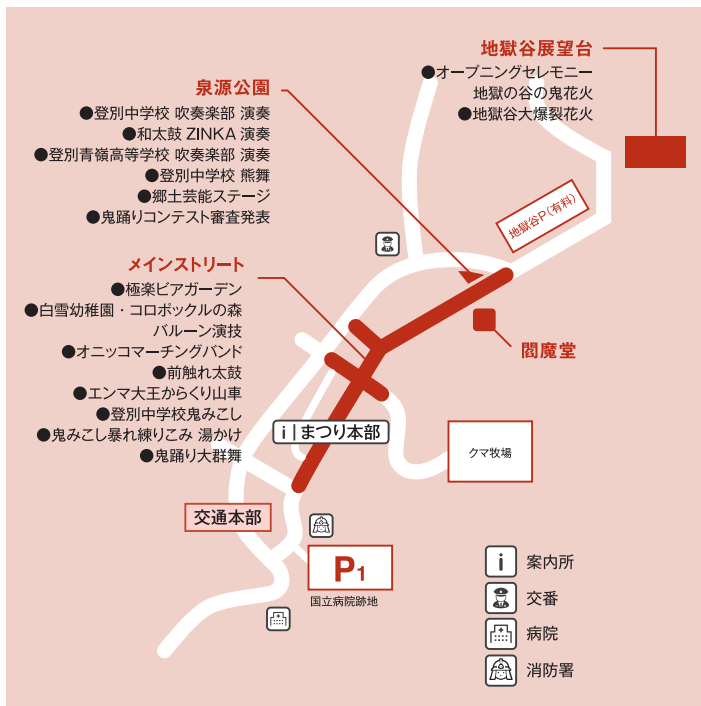 地獄谷展望台
●オープニングセレモニー
地獄の谷の鬼花火
●地獄谷大爆裂花火
泉源公園
●登別中学校 吹奏楽部 演奏
●和太鼓 ZINKA 演奏
●登別青嶺高等学校 吹奏楽部 演奏
●登別中学校 熊舞
●郷土芸能ステージ
●鬼踊りコンテスト審査発表
地獄谷P(有料)
メインストリート
●極楽ビアガーデン
●白雪幼稚園・コロポックルの森
バルーン演技
●オニッコマーチングバンド
●前触れ太鼓
●エンマ大王からくり山車
●登別中学校鬼みこし
●鬼みこし暴れ練りこみ 湯かけ
●鬼踊り大群舞
閻魔堂
i|まつり本部
クマ牧場
交通本部
P1
国立病院跡地
i 案内所
交番
病院
消防署